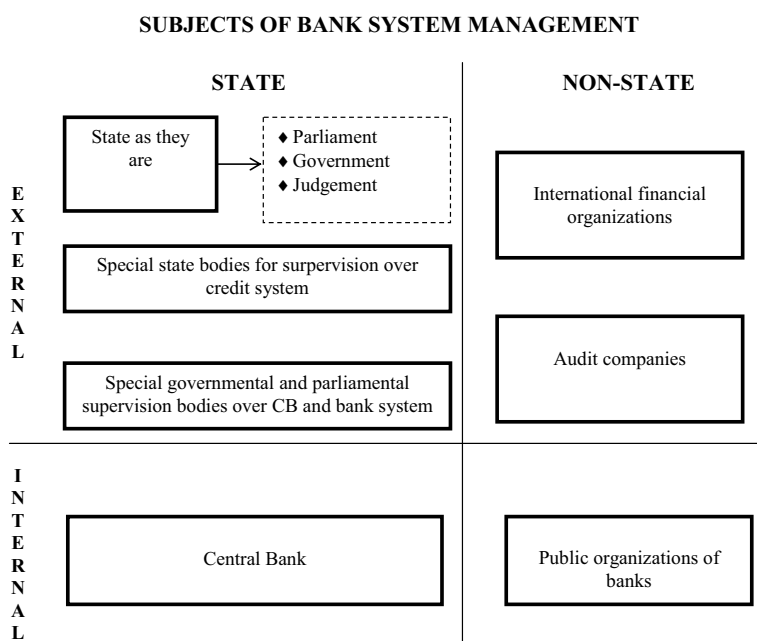 SUBJECTS OF BANK SYSTEM MANAGEMENT
STATE
NON-STATE
EXTERNAL
State as they
are
♦ Parliament
♦ Government
♦ Judgement
International financial
organizations
Special state bodies for surpervision over
credit system
Audit companies
Special governmental and parliamental
supervision bodies over CB and bank system
INTERNAL
Central Bank
Public organizations of
banks